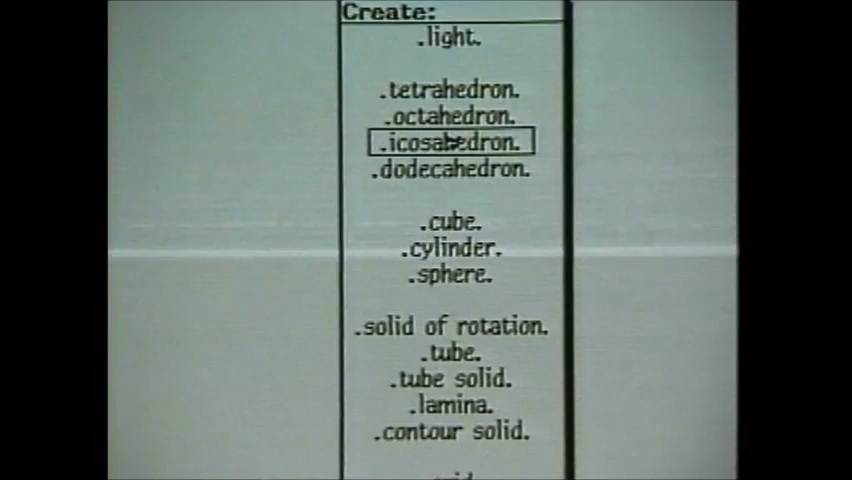 Create:
.light.
.tetrahedron.
.octahedron.
.icosahedron.
.dodecahedron.
.cube.
.cylinder.
.sphere.
.solid of rotation.
.tube.
.tube solid.
.lamina.
.contour solid.